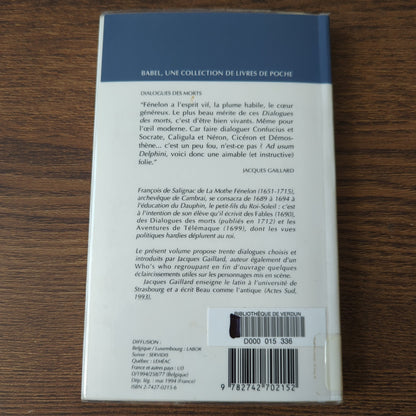 BABEL, UNE COLLECTION DE LIVRES DE POCHE
DIALOGUES DES MORTS
"Fénelon a l'esprit vif, la plume habile, le cœur
généreux. Le plus beau mérite de ces Dialogues
des morts, c'est d'être bien vivants. Même pour
l'œil moderne. Car faire dialoguer Confucius et
Socrate, Caligula et Néron, Cicéron et Démos-
thène... c'est un peu fou, n'est-ce pas ? Ad usum
Delphini, voici donc une aimable (et instructive)
folie."
JACQUES GAILLARD
François de Salignac de La Mothe Fénelon (1651-1715),
archevêque de Cambrai, se consacra de 1689 à 1694 à
l'éducation du Dauphin, le petit-fils du Roi-Soleil : c'est
à l'intention de son élève qu'il écrivit des Fables (1690),
des Dialogues des morts (publiés en 1712) et les
Aventures de Télémaque (1699), dont les vues
politiques hardies déplurent au roi.
Le présent volume propose trente dialogues choisis et
introduits par Jacques Gaillard, auteur également d'un
Who's who regroupant en fin d'ouvrage quelques
éclaircissements utiles sur les personnages mis en scène.
Jacques Gaillard enseigne le latin à l'université de
Strasbourg et a écrit Beau comme l'antique (Actes Sud,
1993).
BIBLIOTHÈQUE DE VERDUN
D000 015 336
DIFFUSION :
Belgique / Luxembourg : LABOR
Suisse : SERVIDIS
Québec : LEMÉAC
France et autres pays : UD
D/1994/258/77 (Belgique)
Dép. lég. : mai 1994 (France)
ISBN 2-7427-0215-6
9 782742 702152